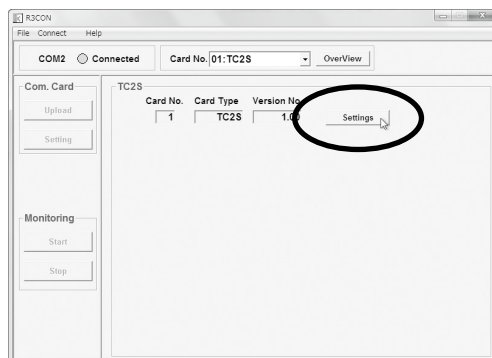 R3CON
File Connect Help
COM2 Connected Card No. 01:TC2S OverView
Com. Card
Upload
Setting
TC2S
Card No. Card Type Version No.
1 TC2S 1.00 Settings
Monitoring
Start
Stop